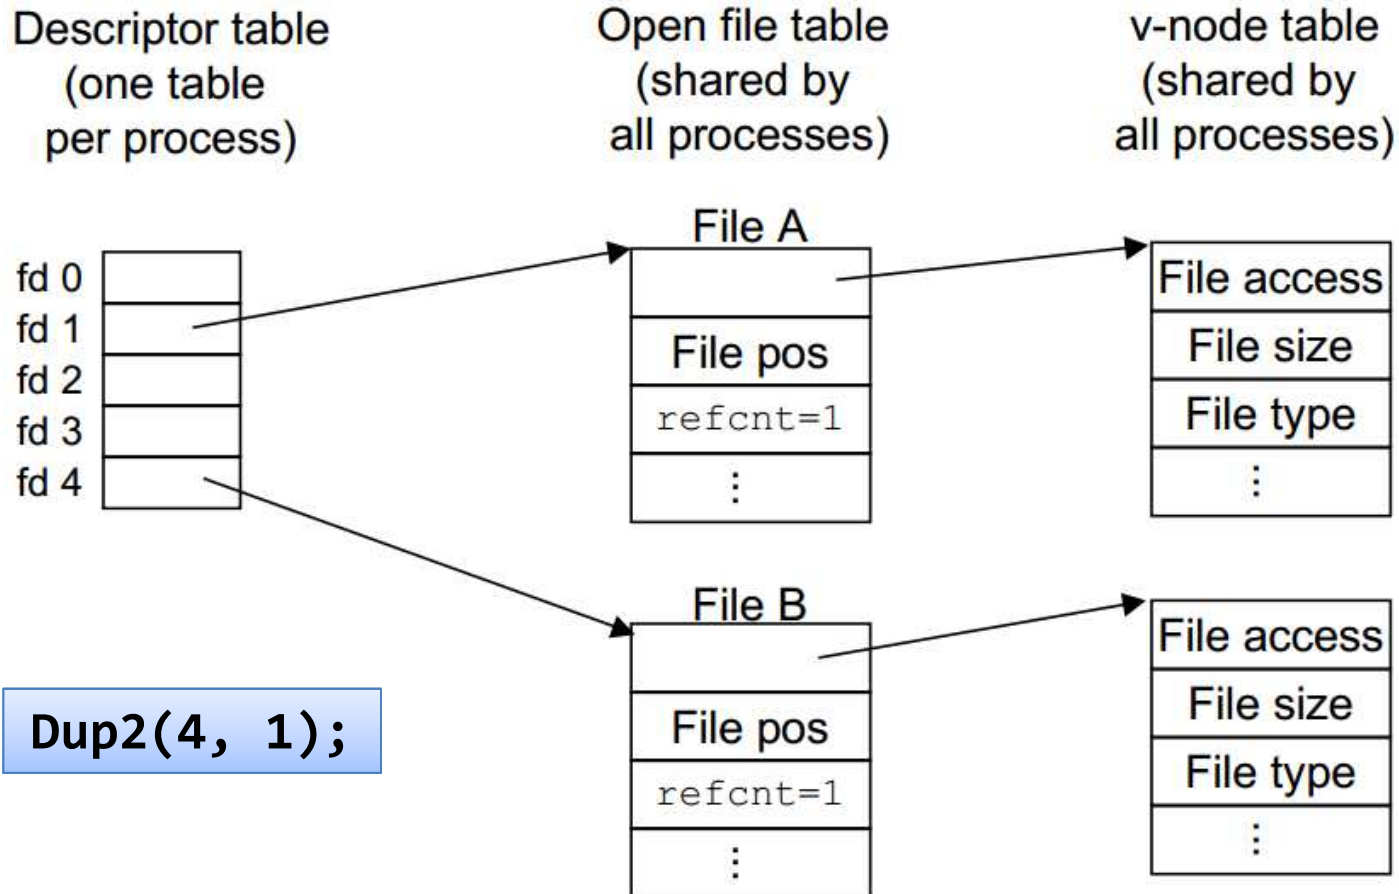 Descriptor table
(one table
per process)
Open file table
(shared by
all processes)
v-node table
(shared by
all processes)
fd 0
fd 1
fd 2
fd 3
fd 4
File A
File pos
refcnt=1
⋮
File access
File size
File type
⋮
File B
File pos
refcnt=1
⋮
File access
File size
File type
⋮
Dup2(4, 1);